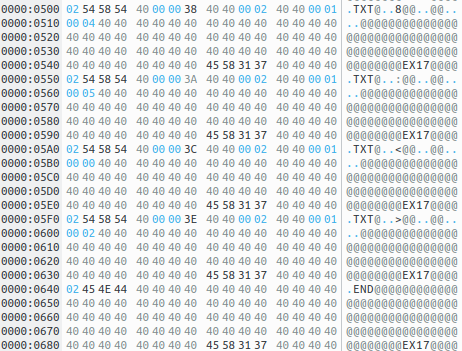 0000:0500 02 54 58 54 40 00 00 38 40 40 00 02 40 40 00 01 .TXT@..8@@..@@..
0000:0510 00 04 40 40 40 40 40 40 40 40 40 40 40 40 40 40 ..@@@@@@@@@@@@@@
0000:0520 40 40 40 40 40 40 40 40 40 40 40 40 40 40 40 40 @@@@@@@@@@@@@@@@
0000:0530 40 40 40 40 40 40 40 40 40 40 40 40 40 40 40 40 @@@@@@@@@@@@@@@@
0000:0540 40 40 40 40 40 40 40 40 45 58 31 37 40 40 40 40 @@@@@@@@EX17@@@@
0000:0550 02 54 58 54 40 00 00 3A 40 40 00 02 40 40 00 01 .TXT@..:@@..@@..
0000:0560 00 05 40 40 40 40 40 40 40 40 40 40 40 40 40 40 ..@@@@@@@@@@@@@@
0000:0570 40 40 40 40 40 40 40 40 40 40 40 40 40 40 40 40 @@@@@@@@@@@@@@@@
0000:0580 40 40 40 40 40 40 40 40 40 40 40 40 40 40 40 40 @@@@@@@@@@@@@@@@
0000:0590 40 40 40 40 40 40 40 40 45 58 31 37 40 40 40 40 @@@@@@@@EX17@@@@
0000:05A0 02 54 58 54 40 00 00 3C 40 40 00 02 40 40 00 01 .TXT@..<@@..@@..
0000:05B0 00 00 40 40 40 40 40 40 40 40 40 40 40 40 40 40 ..@@@@@@@@@@@@@@
0000:05C0 40 40 40 40 40 40 40 40 40 40 40 40 40 40 40 40 @@@@@@@@@@@@@@@@
0000:05D0 40 40 40 40 40 40 40 40 40 40 40 40 40 40 40 40 @@@@@@@@@@@@@@@@
0000:05E0 40 40 40 40 40 40 40 40 45 58 31 37 40 40 40 40 @@@@@@@@EX17@@@@
0000:05F0 02 54 58 54 40 00 00 3E 40 40 00 02 40 40 00 01 .TXT@..>@@..@@..
0000:0600 00 02 40 40 40 40 40 40 40 40 40 40 40 40 40 40 ..@@@@@@@@@@@@@@
0000:0610 40 40 40 40 40 40 40 40 40 40 40 40 40 40 40 40 @@@@@@@@@@@@@@@@
0000:0620 40 40 40 40 40 40 40 40 40 40 40 40 40 40 40 40 @@@@@@@@@@@@@@@@
0000:0630 40 40 40 40 40 40 40 40 45 58 31 37 40 40 40 40 @@@@@@@@EX17@@@@
0000:0640 02 45 4E 44 40 40 40 40 40 40 40 40 40 40 40 40 .END@@@@@@@@@@@@
0000:0650 40 40 40 40 40 40 40 40 40 40 40 40 40 40 40 40 @@@@@@@@@@@@@@@@
0000:0660 40 40 40 40 40 40 40 40 40 40 40 40 40 40 40 40 @@@@@@@@@@@@@@@@
0000:0670 40 40 40 40 40 40 40 40 40 40 40 40 40 40 40 40 @@@@@@@@@@@@@@@@
0000:0680 40 40 40 40 40 40 40 40 45 58 31 37 40 40 40 40 @@@@@@@@EX17@@@@